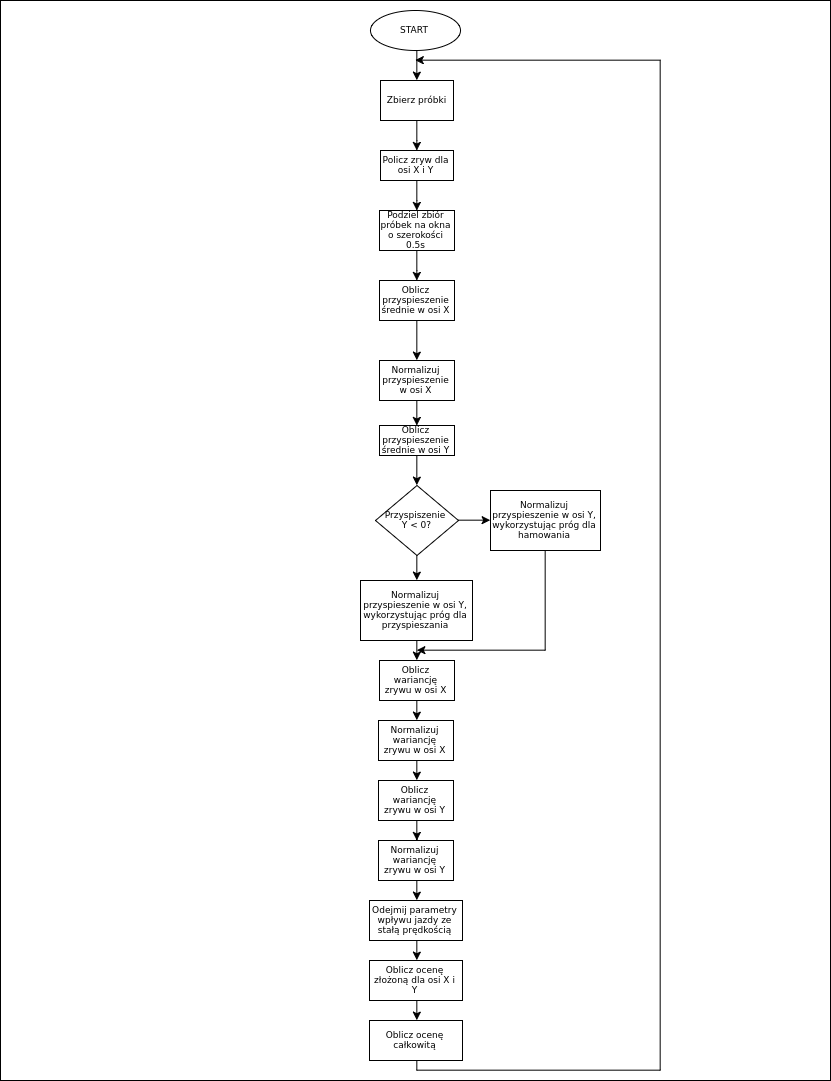 START
Zbierz próbki
Policz zryw dla
osi X i Y
Podziel zbiór
próbek na okna
o szerokości
0.5s
Oblicz
przyspieszenie
średnie w osi X
Normalizuj
przyspieszenie
w osi X
Oblicz
przyspieszenie
średnie w osi Y
Przyspiszenie
Y < 0?
Normalizuj
przyspieszenie w osi Y,
wykorzystując próg dla
hamowania
Normalizuj
przyspieszenie w osi Y,
wykorzystując próg dla
przyspieszania
Oblicz
wariancję
zrywu w osi X
Normalizuj
wariancję
zrywu w osi X
Oblicz
wariancję
zrywu w osi Y
Normalizuj
wariancję
zrywu w osi Y
Odejmij parametry
wpływu jazdy ze
stałą prędkością
Oblicz ocenę
złożoną dla osi X i
Y
Oblicz ocenę
całkowitą